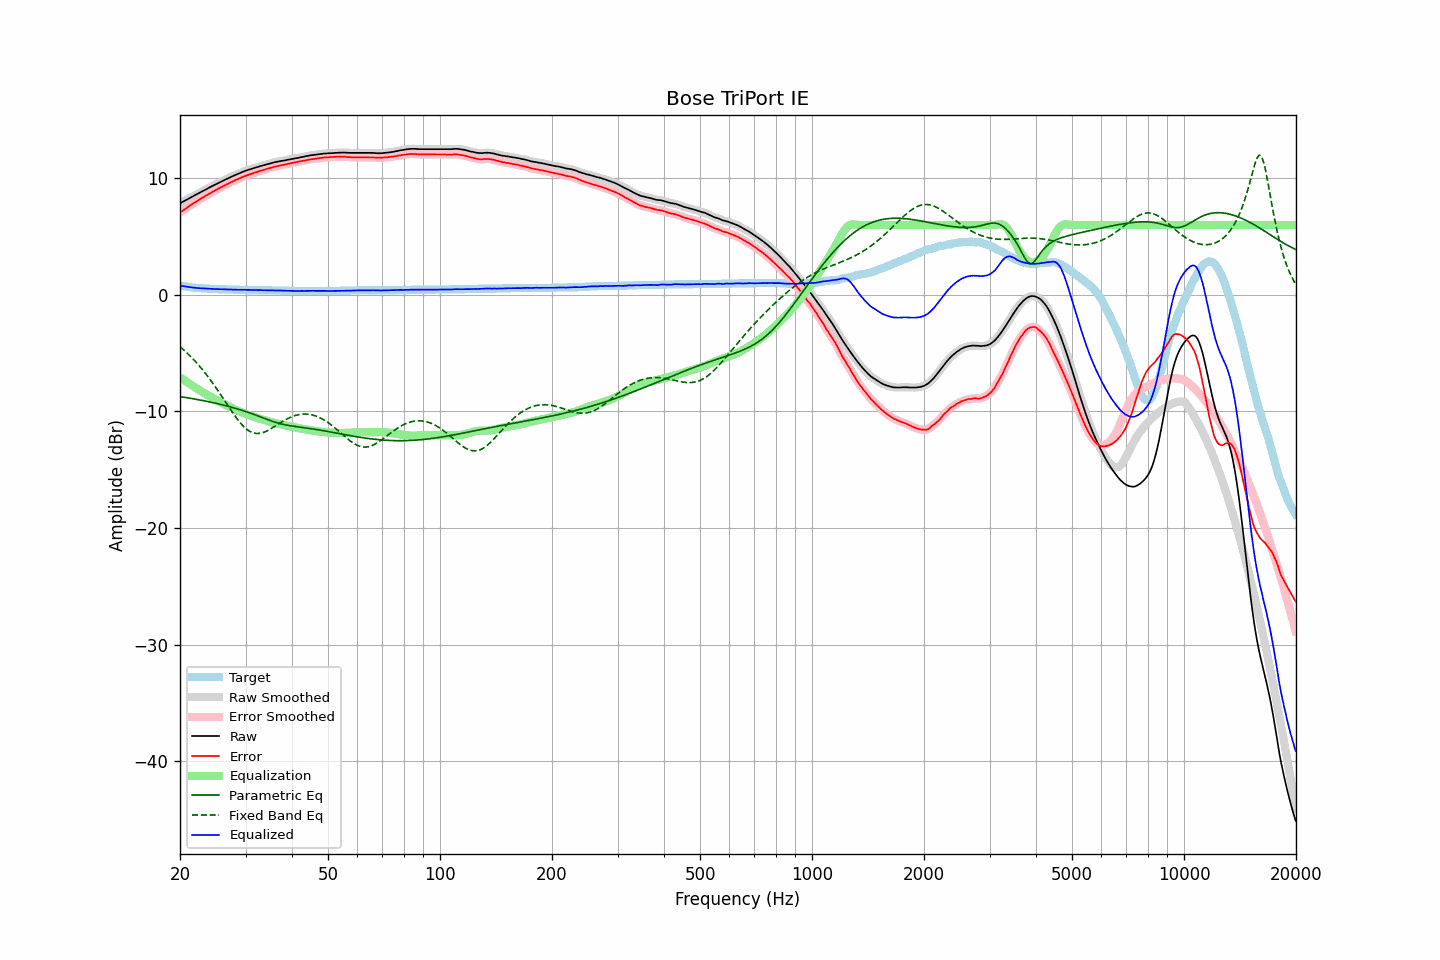 Bose TriPort IE
Amplitude (dBr)
10
0
−10
−20
−30
−40
Target
Raw Smoothed
Error Smoothed
Raw
Error
Equalization
Parametric Eq
Fixed Band Eq
Equalized
20 50 100 200 500 1000 2000 5000 10000 20000
Frequency (Hz)